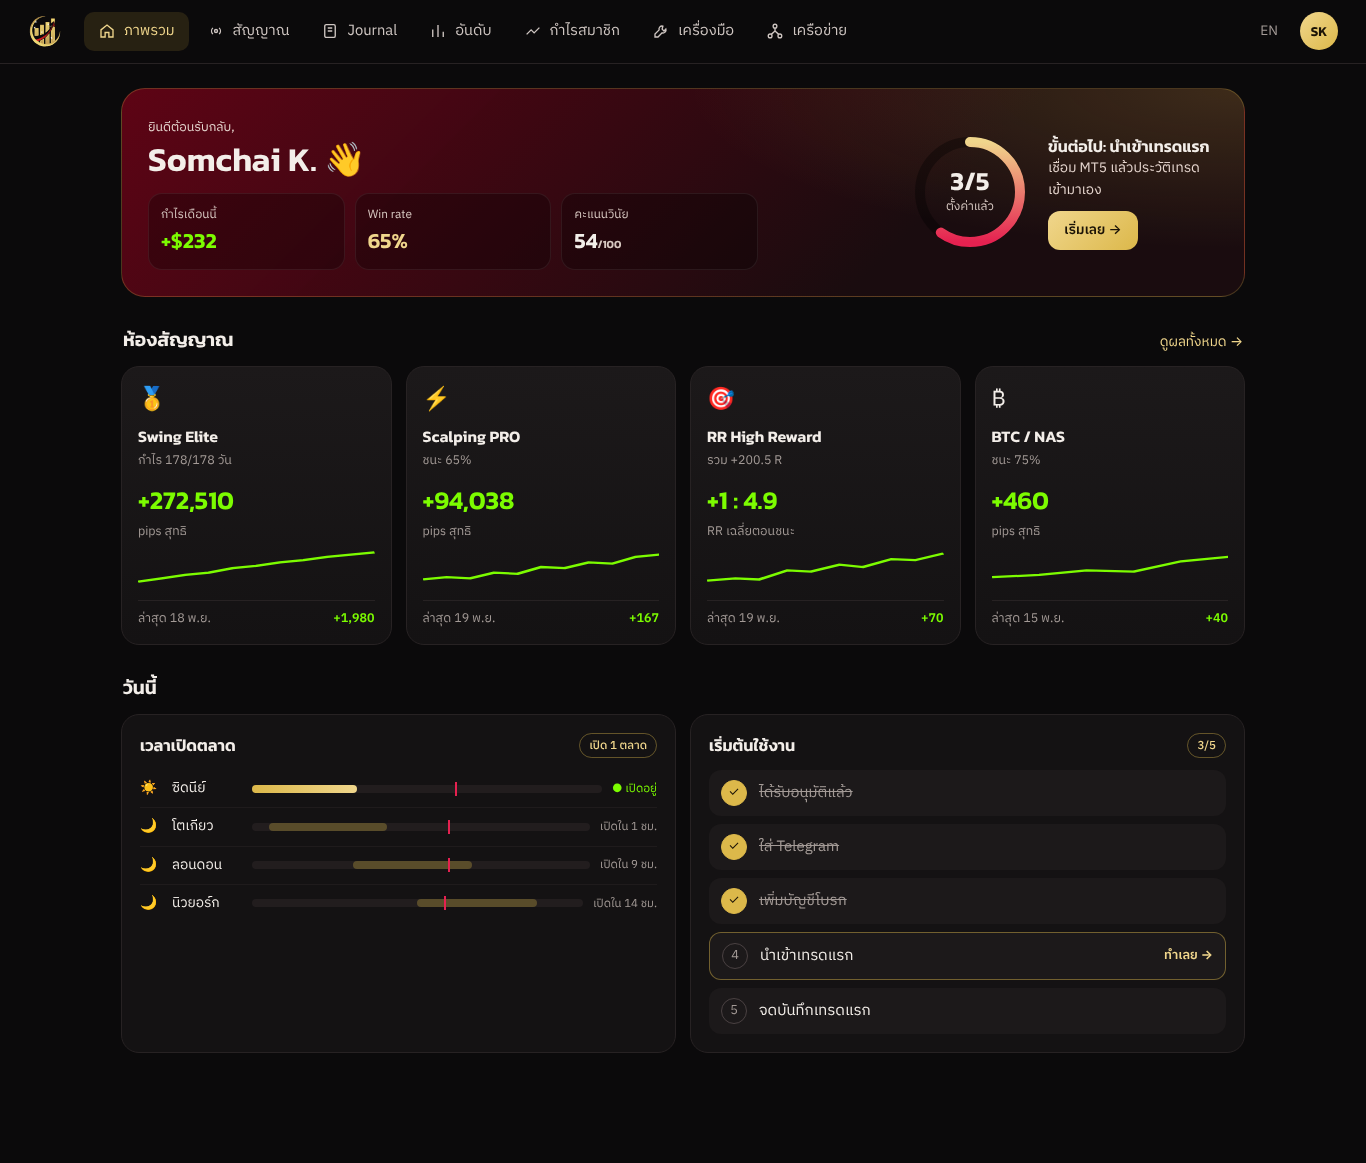 ภาพรวม
สัญญาณ
Journal
อันดับ
กำไรสมาชิก
เครื่องมือ
เครือข่าย
EN
SK
ยินดีต้อนรับกลับ,
Somchai K. 👋
กำไรเดือนนี้
+$232
Win rate
65%
คะแนนวินัย
54/100
3/5
ตั้งค่าแล้ว
ขั้นต่อไป: นำเข้าเทรดแรก
เชื่อม MT5 แล้วประวัติเทรด
เข้ามาเอง
เริ่มเลย →
ห้องสัญญาณ
ดูผลทั้งหมด →
Swing Elite
กำไร 178/178 วัน
+272,510
pips สุทธิ
ล่าสุด 18 พ.ย.
+1,980
Scalping PRO
ชนะ 65%
+94,038
pips สุทธิ
ล่าสุด 19 พ.ย.
+167
RR High Reward
รวม +200.5 R
+1 : 4.9
RR เฉลี่ยตอนชนะ
ล่าสุด 19 พ.ย.
+70
₿
BTC / NAS
ชนะ 75%
+460
pips สุทธิ
ล่าสุด 15 พ.ย.
+40
วันนี้
เวลาเปิดตลาด
เปิด 1 ตลาด
ซิดนีย์
เปิดอยู่
โตเกียว
เปิดใน 1 ชม.
ลอนดอน
เปิดใน 9 ชม.
นิวยอร์ก
เปิดใน 14 ชม.
เริ่มต้นใช้งาน
3/5
ได้รับอนุมัติแล้ว
ใส่ Telegram
เพิ่มบัญชีโบรก
4
นำเข้าเทรดแรก
ทำเลย →
5
จดบันทึกเทรดแรก